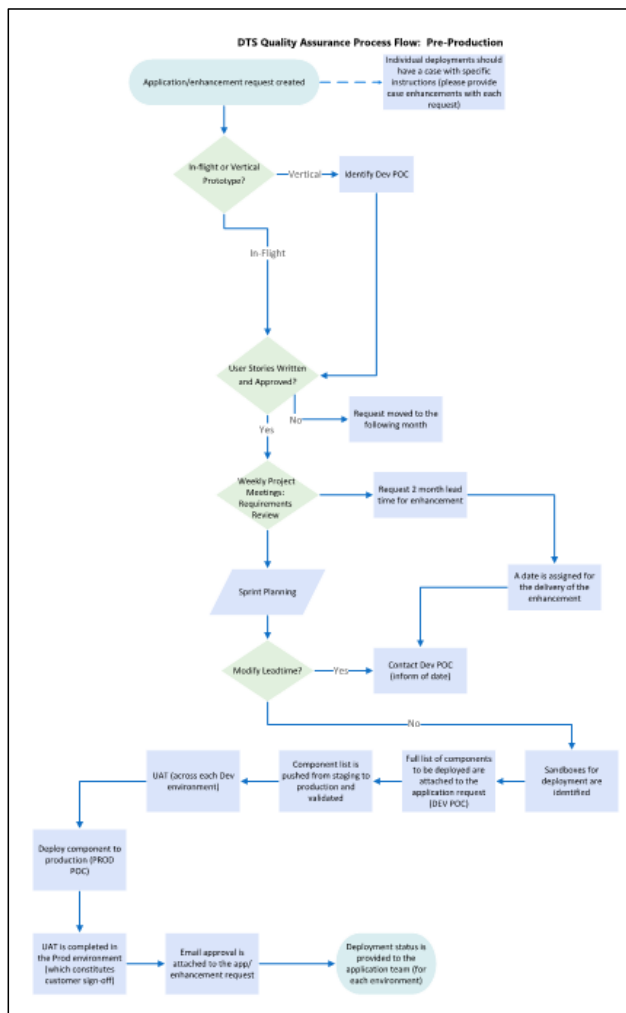 DTS Quality Assurance Process Flow:  Pre-Production
Application/enhancement request created
Individual deployments should
have a case with specific
instructions (please provide
case enhancements with each
request)
In-flight or Vertical
Prototype?
Vertical
Identify Dev POC
In-Flight
User Stories Written
and Approved?
No
Request moved to the
following month
Yes
Weekly Project
Meetings:
Requirements
Review
Request 2 month lead
time for enhancement
Sprint Planning
A date is assigned for
the delivery of the
enhancement
Modify Leadtime?
Yes
Contact Dev POC
(inform of date)
No
Sandboxes for
deployment are
identified
Full list of components
to be deployed are
attached to the
application request
(DEV POC)
Component list is
pushed from staging to
production and
validated
UAT (across each Dev
environment)
Deploy component to
production (PROD
POC)
UAT is completed in
the Prod environment
(which constitutes
customer sign-off)
Email approval is
attached to the app/
enhancement request
Deployment status is
provided to the
application team (for
each environment)